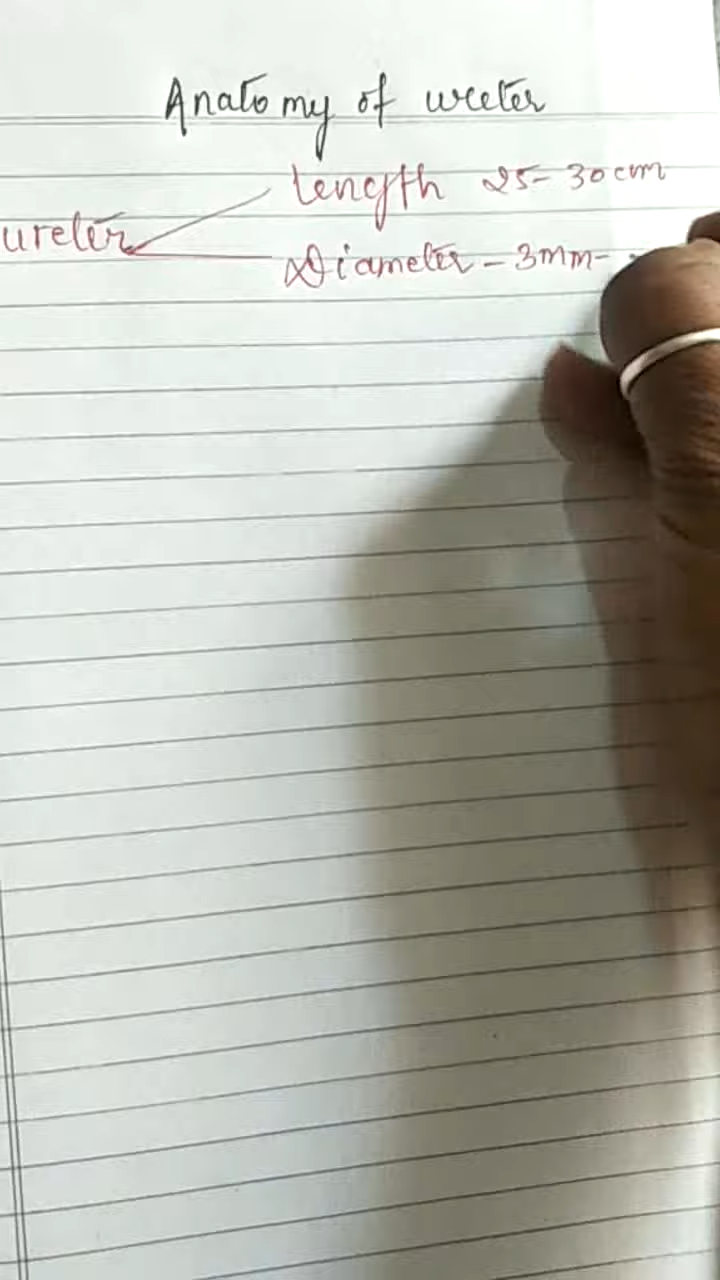 Anatomy of ureter
Length 25-30cm
ureter
Diameter - 3mm-